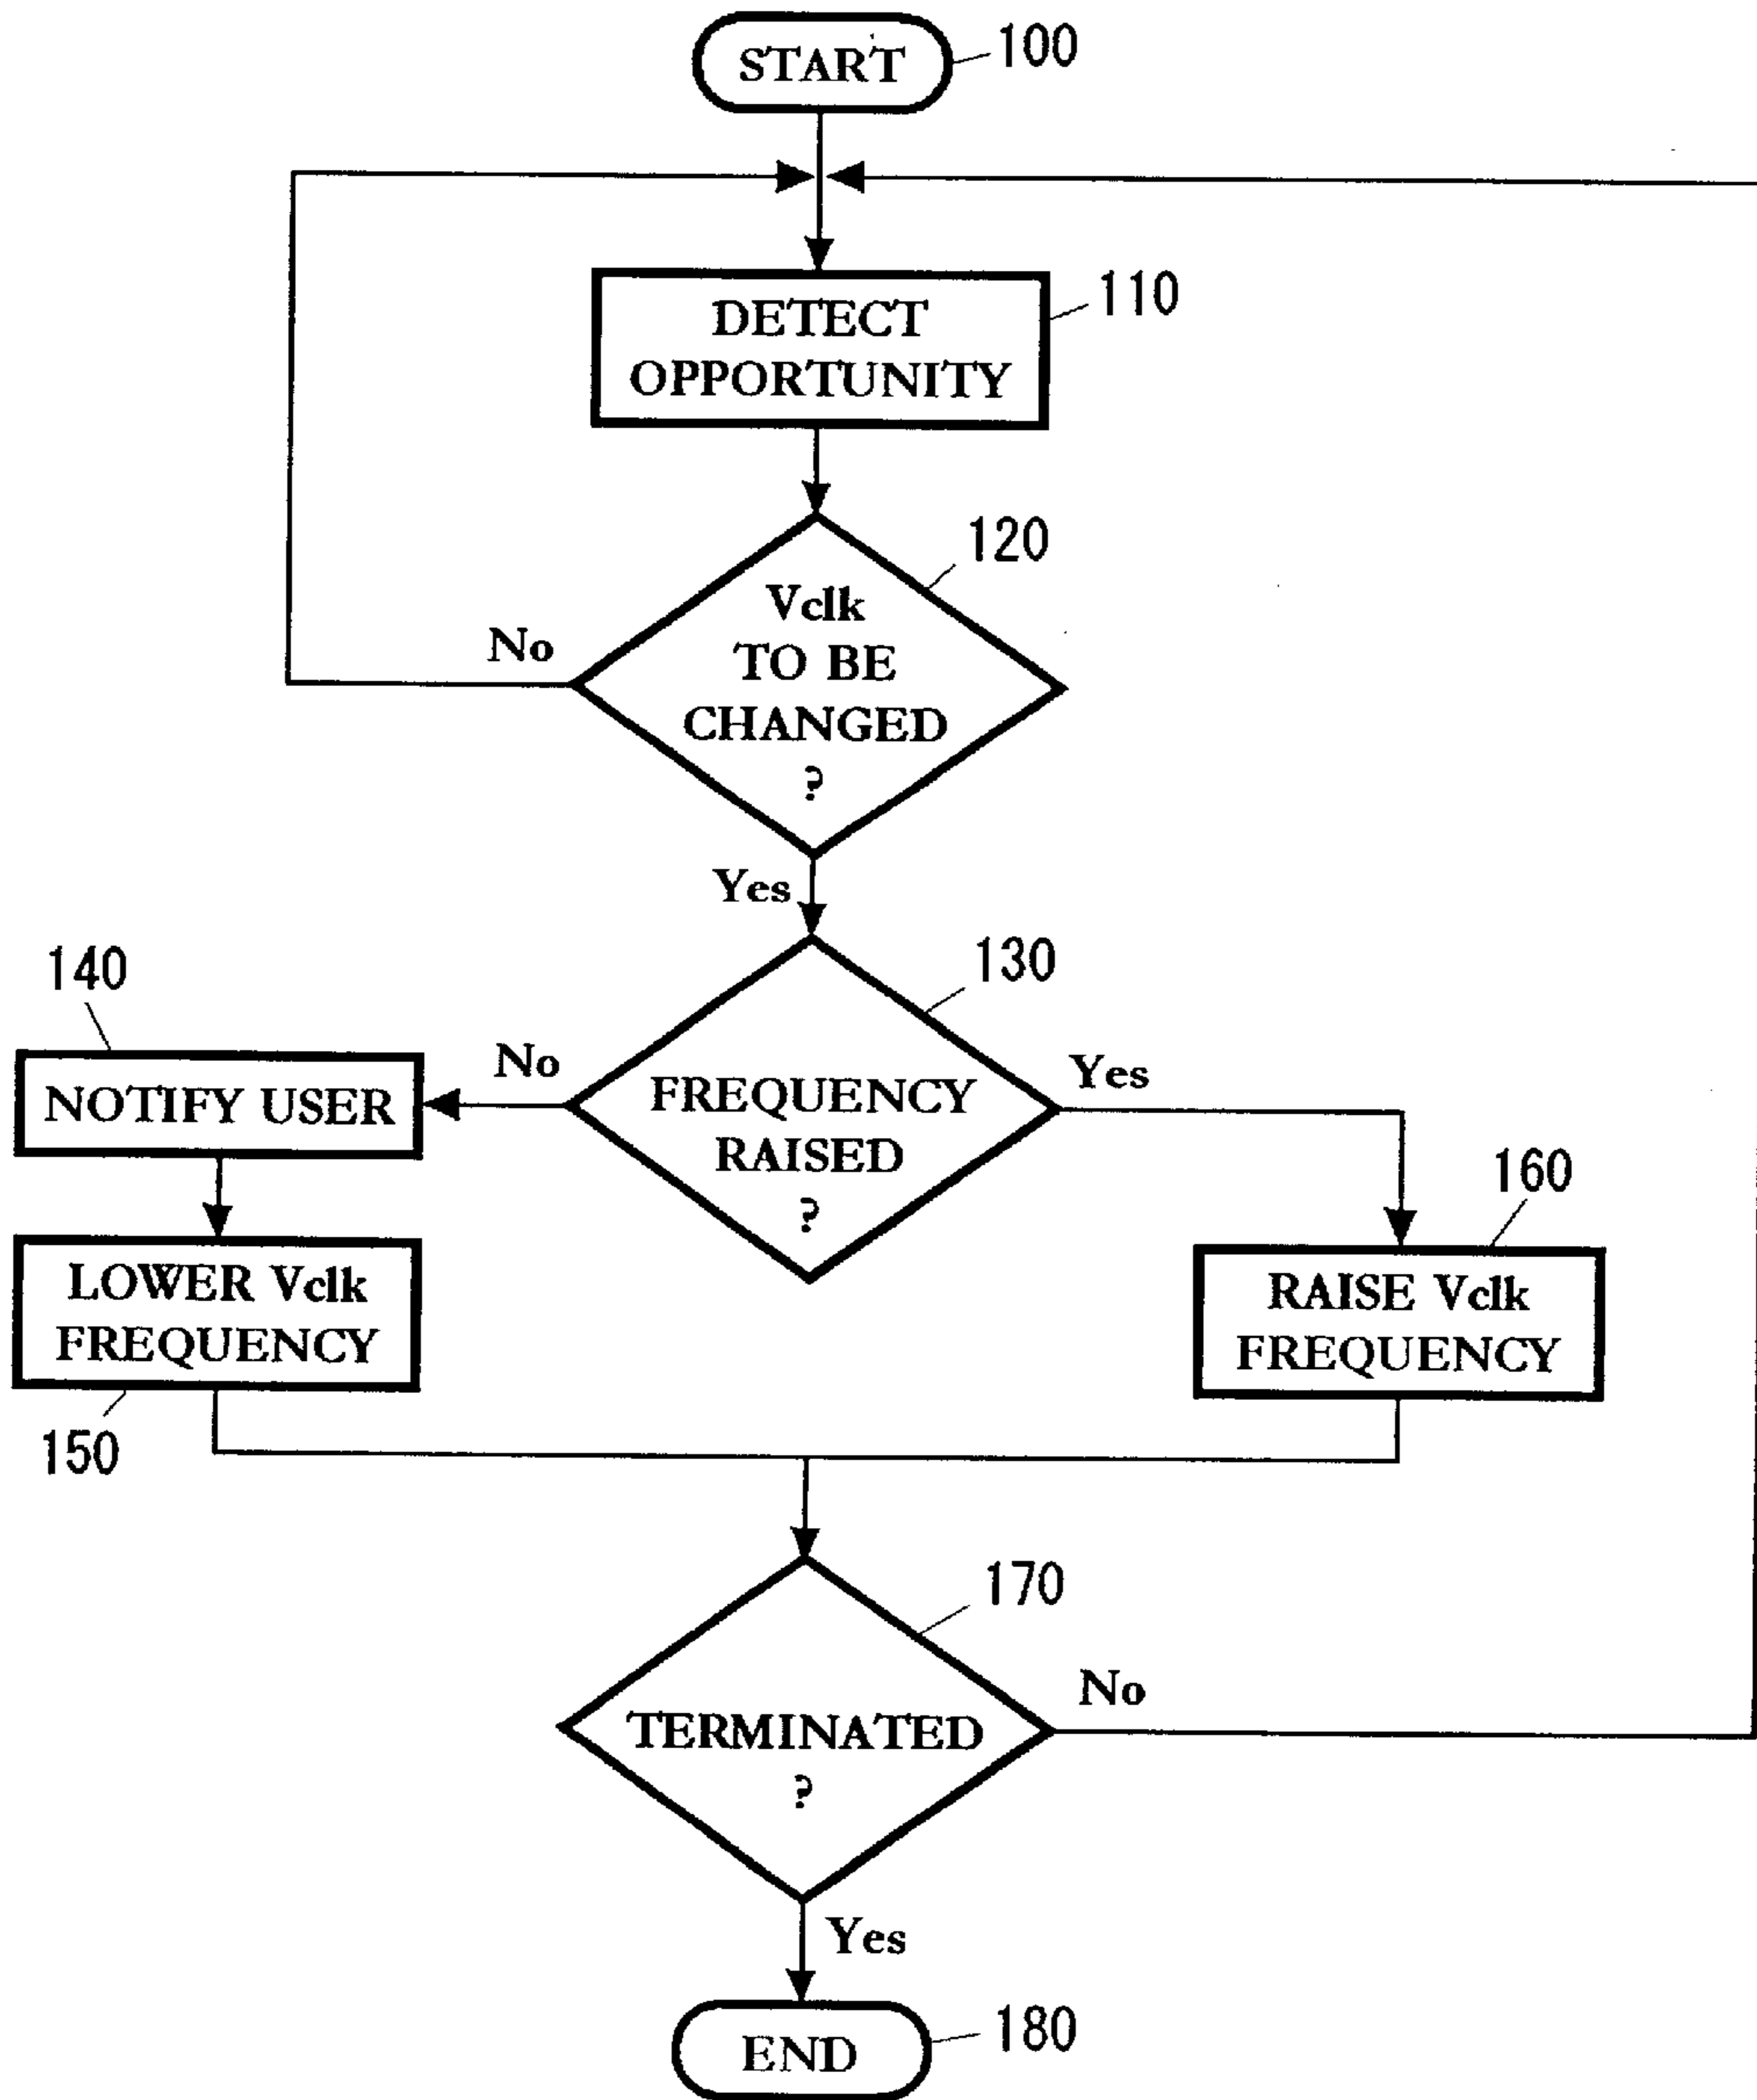 START
100
DETECT
OPPORTUNITY
110
120
Vclk
TO BE
CHANGED
?
No
Yes
130
140
No
Yes
FREQUENCY
RAISED
?
NOTIFY USER
160
LOWER Vclk
FREQUENCY
RAISE Vclk
FREQUENCY
150
170
No
TERMINATED
?
Yes
END
180